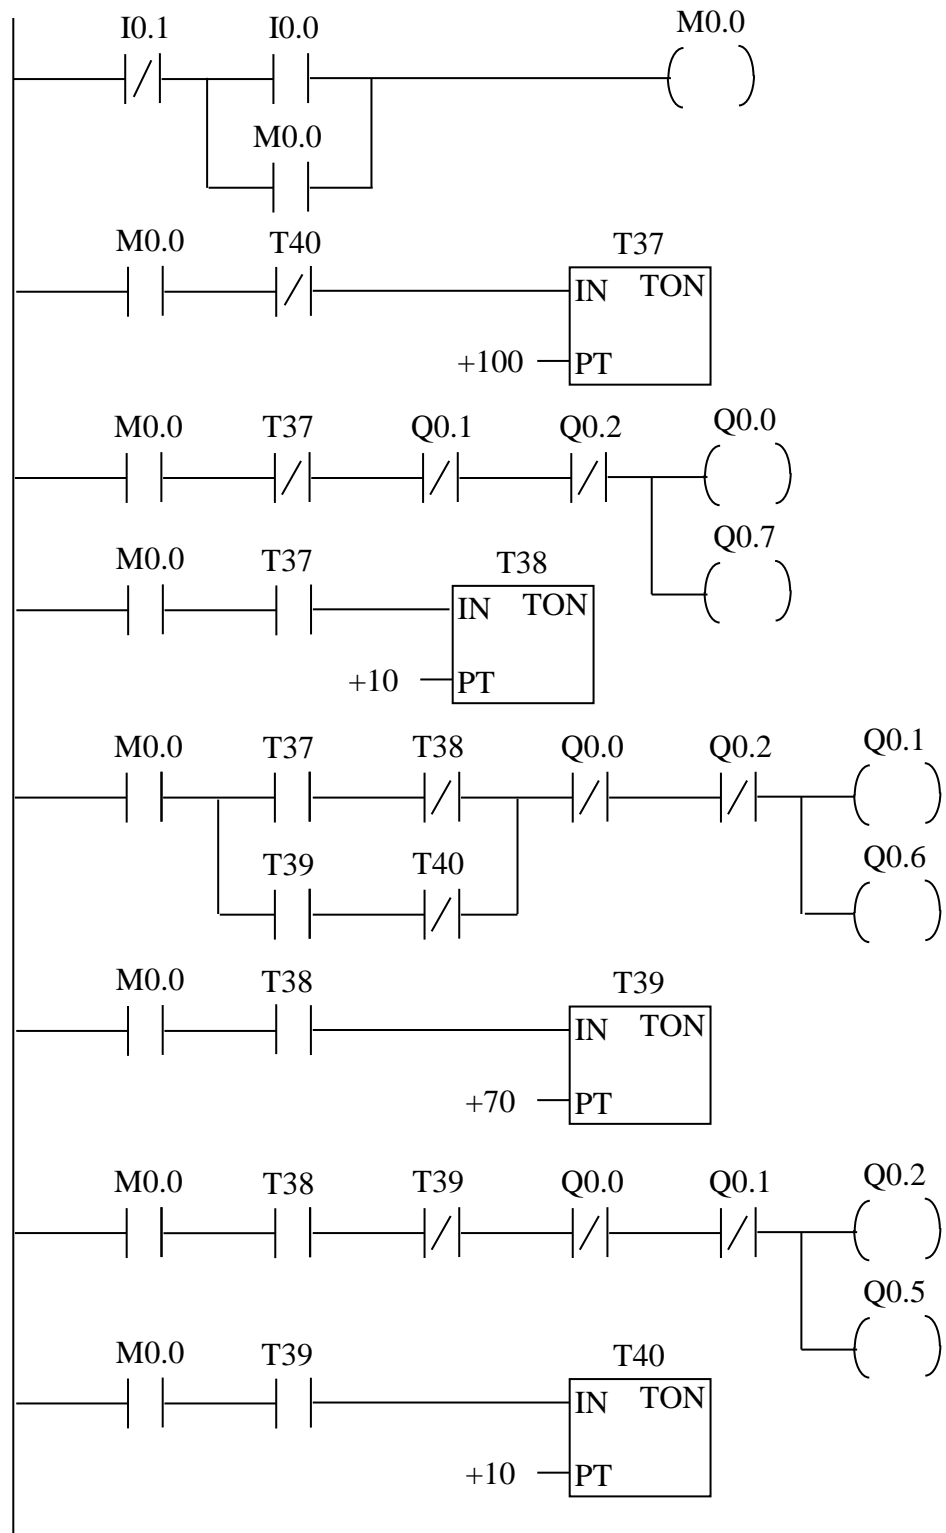 I0.1 I0.0 M0.0
M0.0
M0.0 T40 T37
IN TON
+100 PT
M0.0 T37 Q0.1 Q0.2 Q0.0
Q0.7
M0.0 T37 T38
IN TON
+10 PT
M0.0 T37 T38 Q0.0 Q0.2 Q0.1
T39 T40 Q0.6
M0.0 T38 T39
IN TON
+70 PT
M0.0 T38 T39 Q0.0 Q0.1 Q0.2
Q0.5
M0.0 T39 T40
IN TON
+10 PT